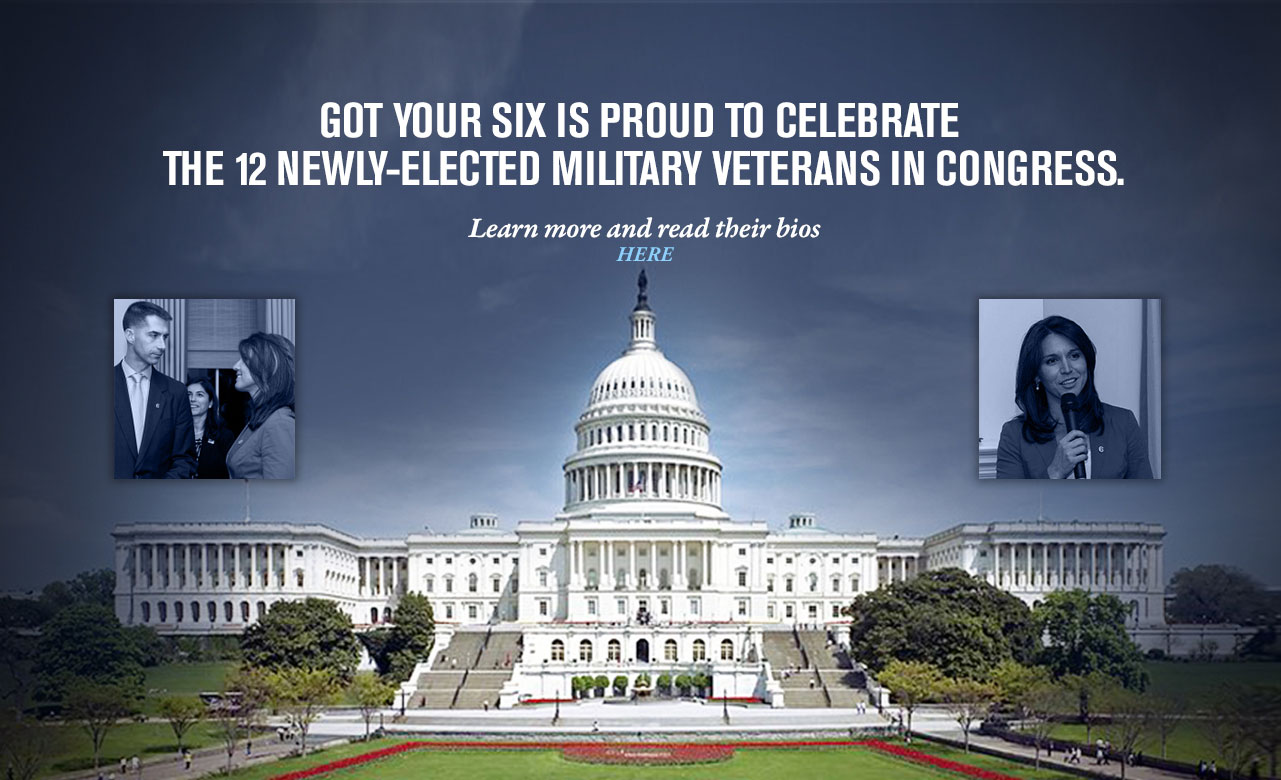 GOT YOUR SIX IS PROUD TO CELEBRATE
THE 12 NEWLY-ELECTED MILITARY VETERANS IN CONGRESS.
Learn more and read their bios
HERE